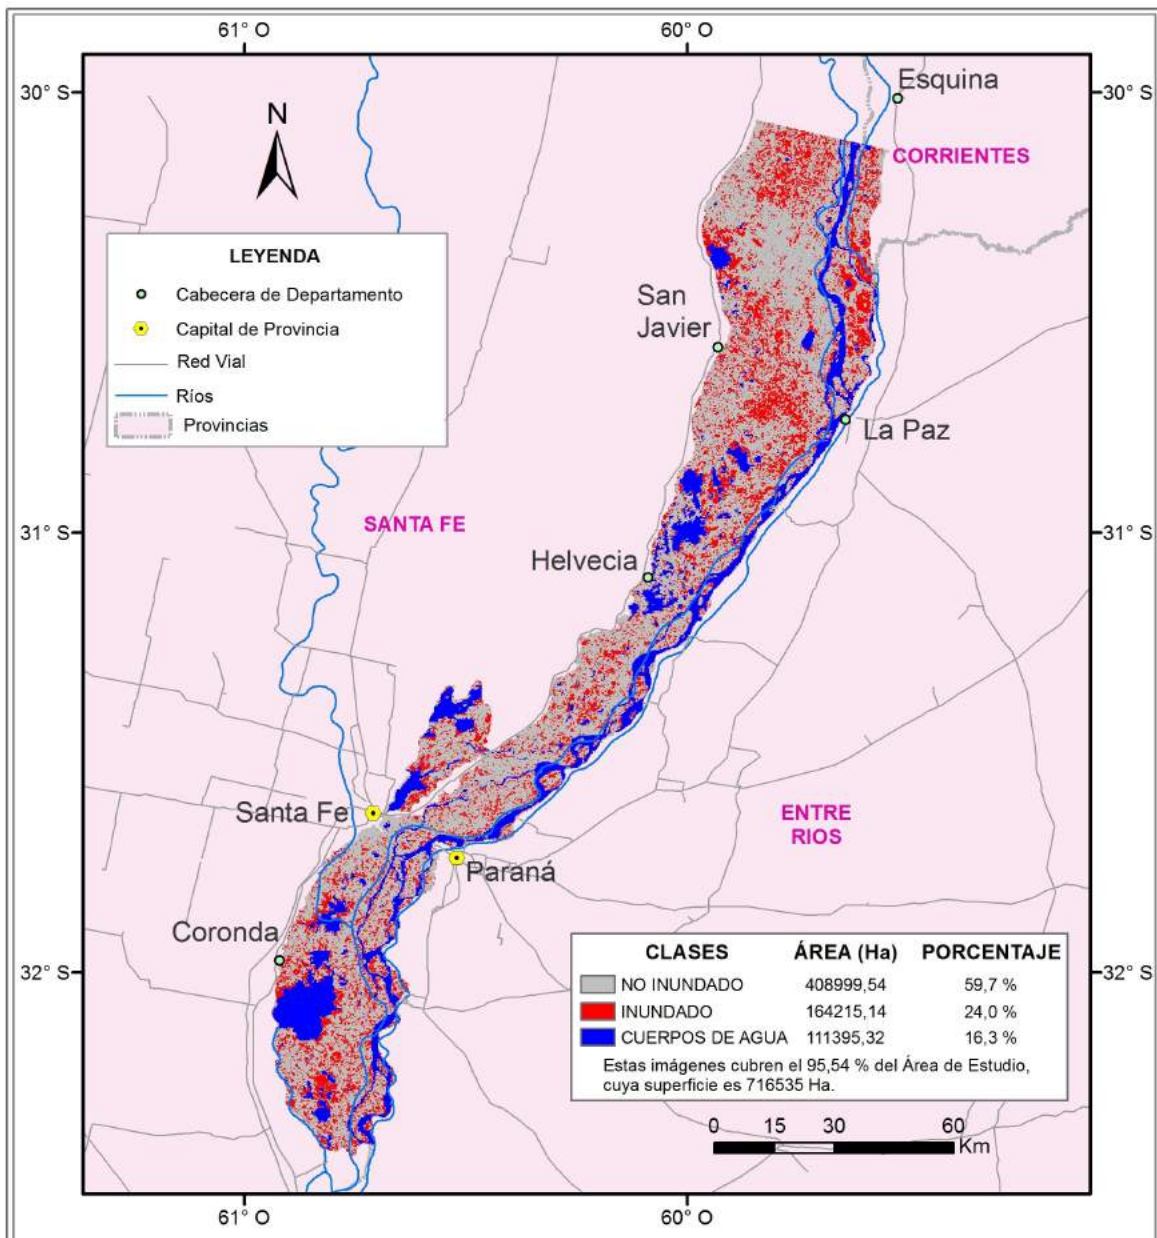 61° O
60° O
30° S
30° S
Esquina
N
CORRIENTES
LEYENDA
Cabecera de Departamento
Capital de Provincia
Red Vial
Ríos
Provincias
San
Javier
La Paz
SANTA FE
31° S
31° S
Helvecia
Santa Fe
ENTRE
RIOS
Paraná
Coronda
32° S
32° S
CLASES ÁREA (Ha) PORCENTAJE
NO INUNDADO 408999,54 59,7 %
INUNDADO 164215,14 24,0 %
CUERPOS DE AGUA 111395,32 16,3 %
Estas imágenes cubren el 95,54 % del Área de Estudio,
cuya superficie es 716535 Ha.
0 15 30 60
Km
61° O
60° O